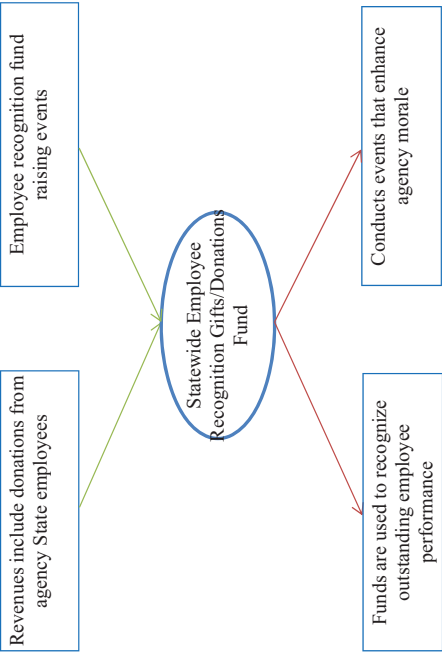 Revenues include donations from
agency State employees
Employee recognition fund
raising events
Statewide Employee
Recognition Gifts/Donations
Fund
Funds are used to recognize
outstanding employee
performance
Conducts events that enhance
agency morale